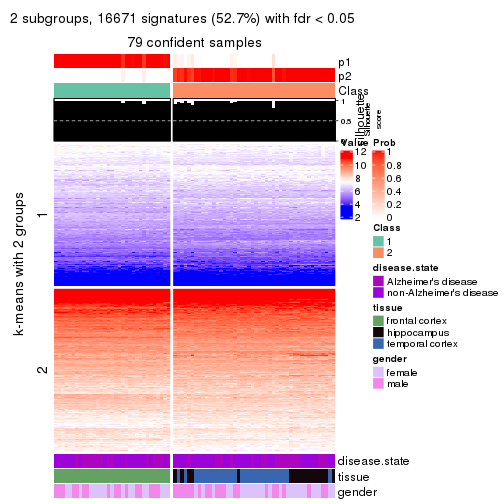 2 subgroups, 16671 signatures (52.7%) with fdr < 0.05
79 confident samples
p1
p2
Class
1
0.5
0
Silhouette
Silhouette
score
k-means with 2 groups
1
2
disease.state
tissue
gender
Value
12
10
8
6
4
2
Prob
1
0.8
0.6
0.4
0.2
0
Class
1
2
disease.state
Alzheimer's disease
non-Alzheimer's disease
tissue
frontal cortex
hippocampus
temporal cortex
gender
female
male